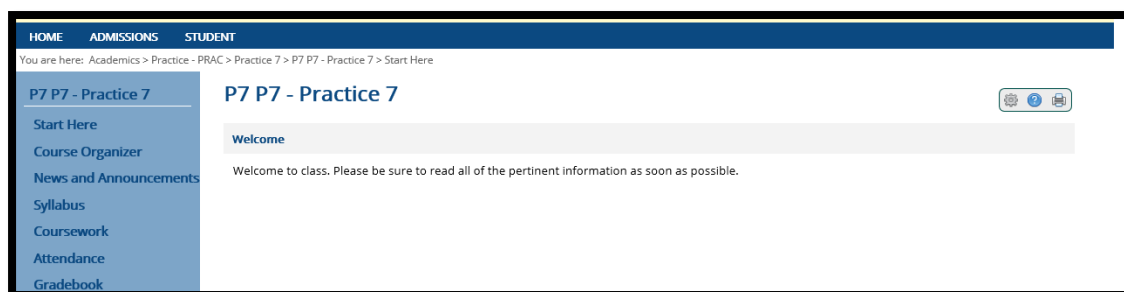 HOME ADMISSIONS STUDENT
You are here: Academics > Practice - PRAC > Practice 7 > P7 P7 - Practice 7 > Start Here
P7 P7 - Practice 7
Start Here
Course Organizer
News and Announcements
Syllabus
Coursework
Attendance
Gradebook
P7 P7 - Practice 7
Welcome
Welcome to class. Please be sure to read all of the pertinent information as soon as possible.